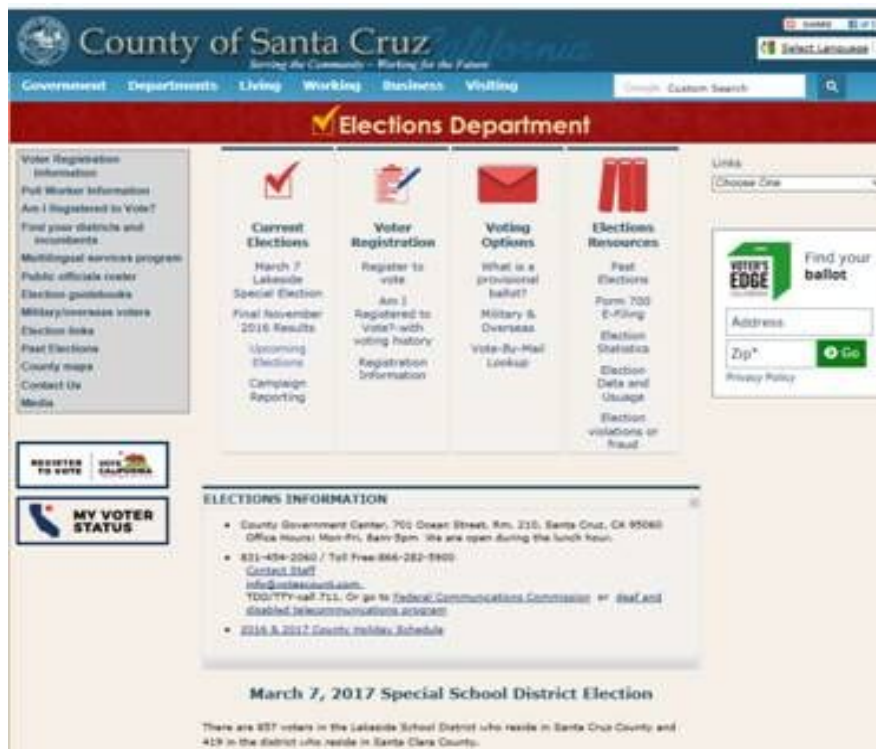 County of Santa Cruz
Serving the Community - Working for the Future
SHARE
Select Language
Government Departments Living Working Business Visiting
Google Custom Search
Elections Department
Voter Registration
Information
Poll Worker Information
Am I Registered to Vote?
Find your districts and
incumbents
Multilingual services program
Public officials roster
Election guidebooks
Military/overseas voters
Election links
Past Elections
County maps
Contact Us
Media
REGISTER
TO VOTE
VOTE
CALIFORNIA
MY VOTER
STATUS
Current
Elections
March 7
Lakeside
Special Election
Final November
2016 Results
Upcoming
Elections
Campaign
Reporting
Voter
Registration
Register to
vote
Am I
Registered to
Vote?-with
voting history
Registration
Information
Voting
Options
What is a
provisional
ballot?
Military &
Overseas
Vote-By-Mail
Lookup
Elections
Resources
Past
Elections
Form 700
E-Filing
Election
Statistics
Election
Data and
Usuage
Election
violations or
fraud
Links
Choose One
VOTER'S
EDGE
Find your
ballot
Address
Zip*
Go
Privacy Policy
ELECTIONS INFORMATION
County Government Center, 701 Ocean Street, Rm. 210, Santa Cruz, CA 95060
Office Hours: Mon-Fri, 8am-5pm. We are open during the lunch hour.
831-454-2060 / Toll Free:866-282-5900
Contact Staff
info@votescount.com
TDD/TTY-call 711. Or go to Federal Communications Commission or deaf and
disabled telecommunications program
2016 & 2017 County Holiday Schedule
March 7, 2017 Special School District Election
There are 857 voters in the Lakeside School District who reside in Santa Cruz County and
419 in the district who reside in Santa Clara County.